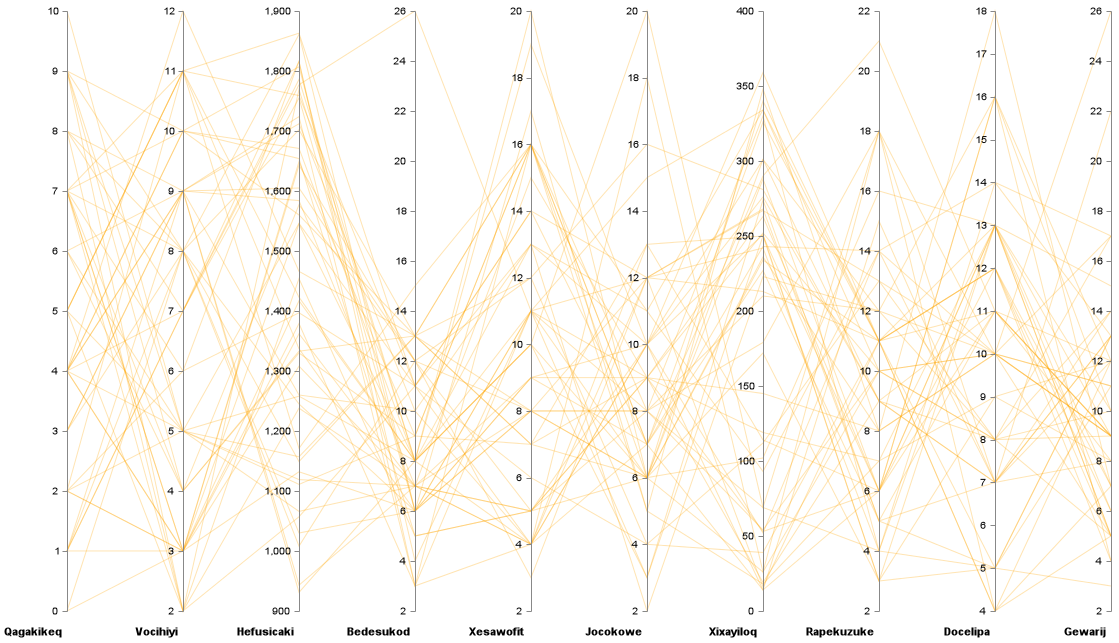 10 9 8 7 6 5 4 3 2 1 0
Qagakikeq
12 11 10 9 8 7 6 5 4 3 2
Vocihiyi
1,900 1,800 1,700 1,600 1,500 1,400 1,300 1,200 1,100 1,000 900
Hefusicaki
26 24 22 20 18 16 14 12 10 8 6 4 2
Bedesukod
20 18 16 14 12 10 8 6 4
Xesawofit
20 18 16 14 12 10 8 6 4 2
Jocokowe
400 350 300 250 200 150 100 50 0
Xixayiloq
22 20 18 16 14 12 10 8 6 4 2
Rapekuzuke
18 17 16 15 14 13 12 11 10 9 8 7 6 5 4
Docelipa
26 24 22 20 18 16 14 12 10 8 6 4 2
Gewarij